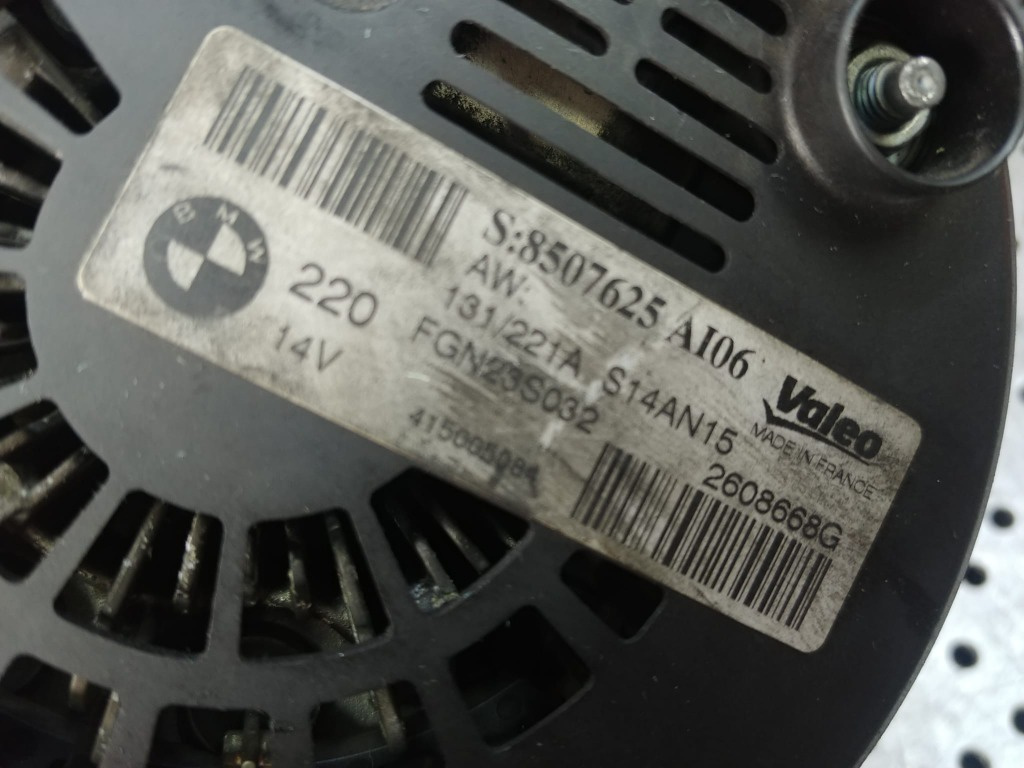 BMW
220
14V
S:8507625 AI06
AW:
131/221A S14AN15
FGN23S032
2608668G
Valeo
MADE IN FRANCE